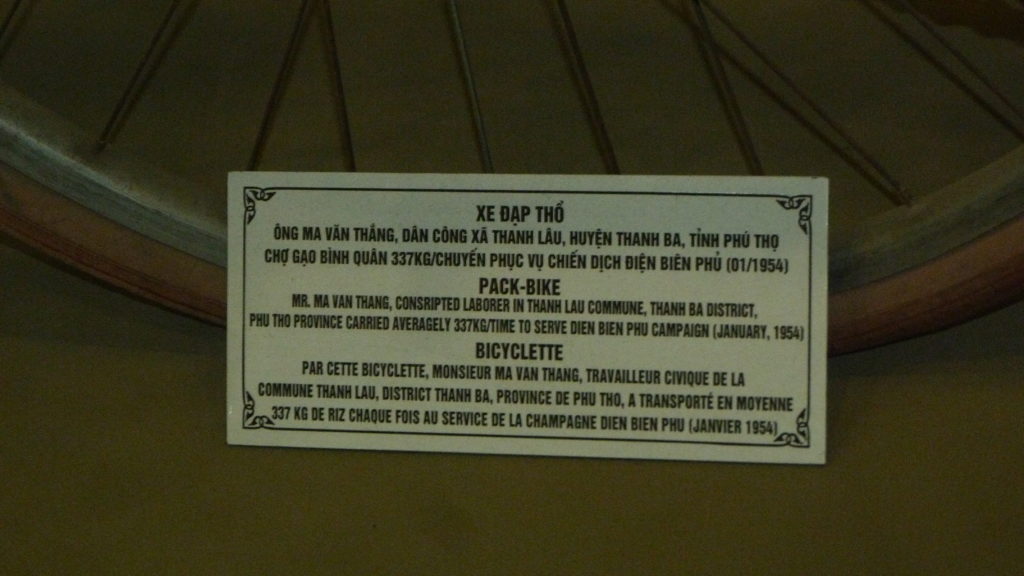 XE ĐẠP THỒ
ÔNG MA VĂN THẮNG, DÂN CÔNG XÃ THANH LÂU, HUYỆN THANH BA, TỈNH PHÚ THỌ
CHỢ GẠO BÌNH QUÂN 337KG/CHUYẾN PHỤC VỤ CHIẾN DỊCH ĐIỆN BIÊN PHỦ (01/1954)
PACK-BIKE
MR. MA VAN THANG, CONSRIPTED LABORER IN THANH LAU COMMUNE, THANH BA DISTRICT,
PHU THO PROVINCE CARRIED AVERAGELY 337KG/TIME TO SERVE DIEN BIEN PHU CAMPAIGN (JANUARY, 1954)
BICYCLETTE
PAR CETTE BICYCLETTE, MONSIEUR MA VAN THANG, TRAVAILLEUR CIVIQUE DE LA
COMMUNE THANH LAU, DISTRICT THANH BA, PROVINCE DE PHU THO, A TRANSPORTÉ EN MOYENNE
337 KG DE RIZ CHAQUE FOIS AU SERVICE DE LA CHAMPAGNE DIEN BIEN PHU (JANVIER 1954)